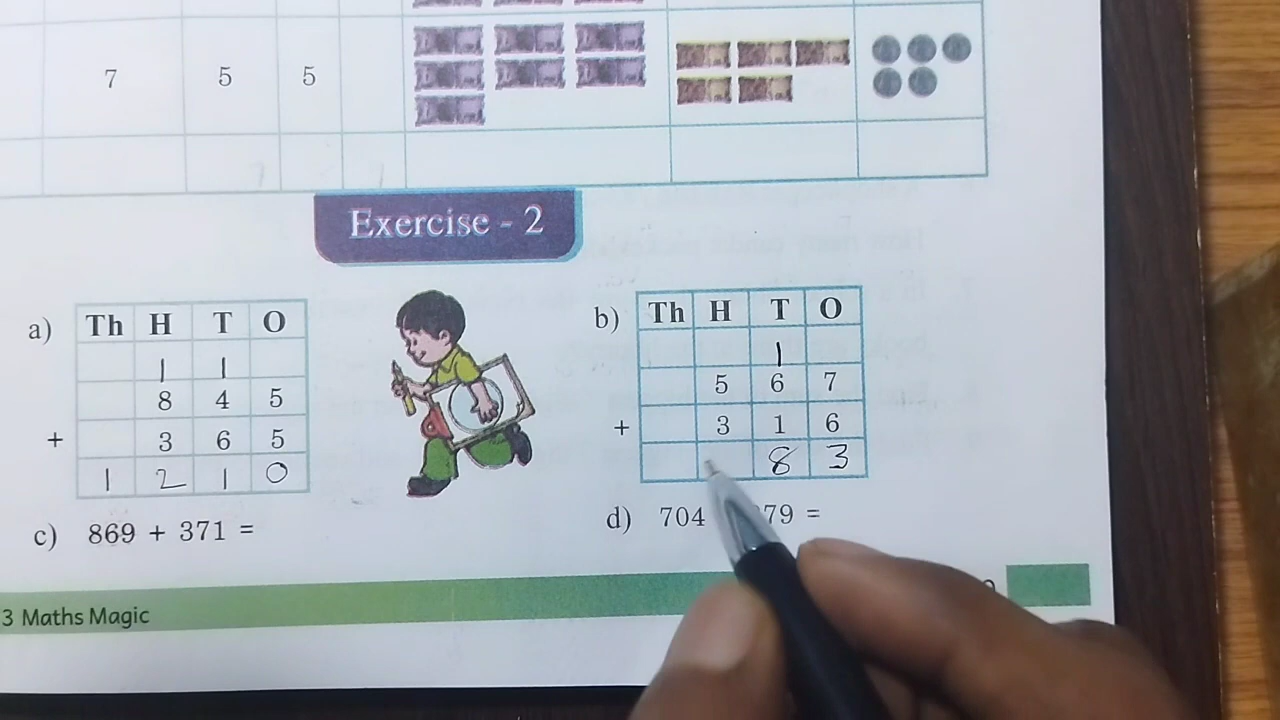 7 5 5
Exercise - 2
a)
Th H T O
1 1
8 4 5
+ 3 6 5
1 2 1 0
b)
Th H T O
1
5 6 7
+ 3 1 6
8 3
c) 869 + 371 =
d) 704 79 =
3 Maths Magic